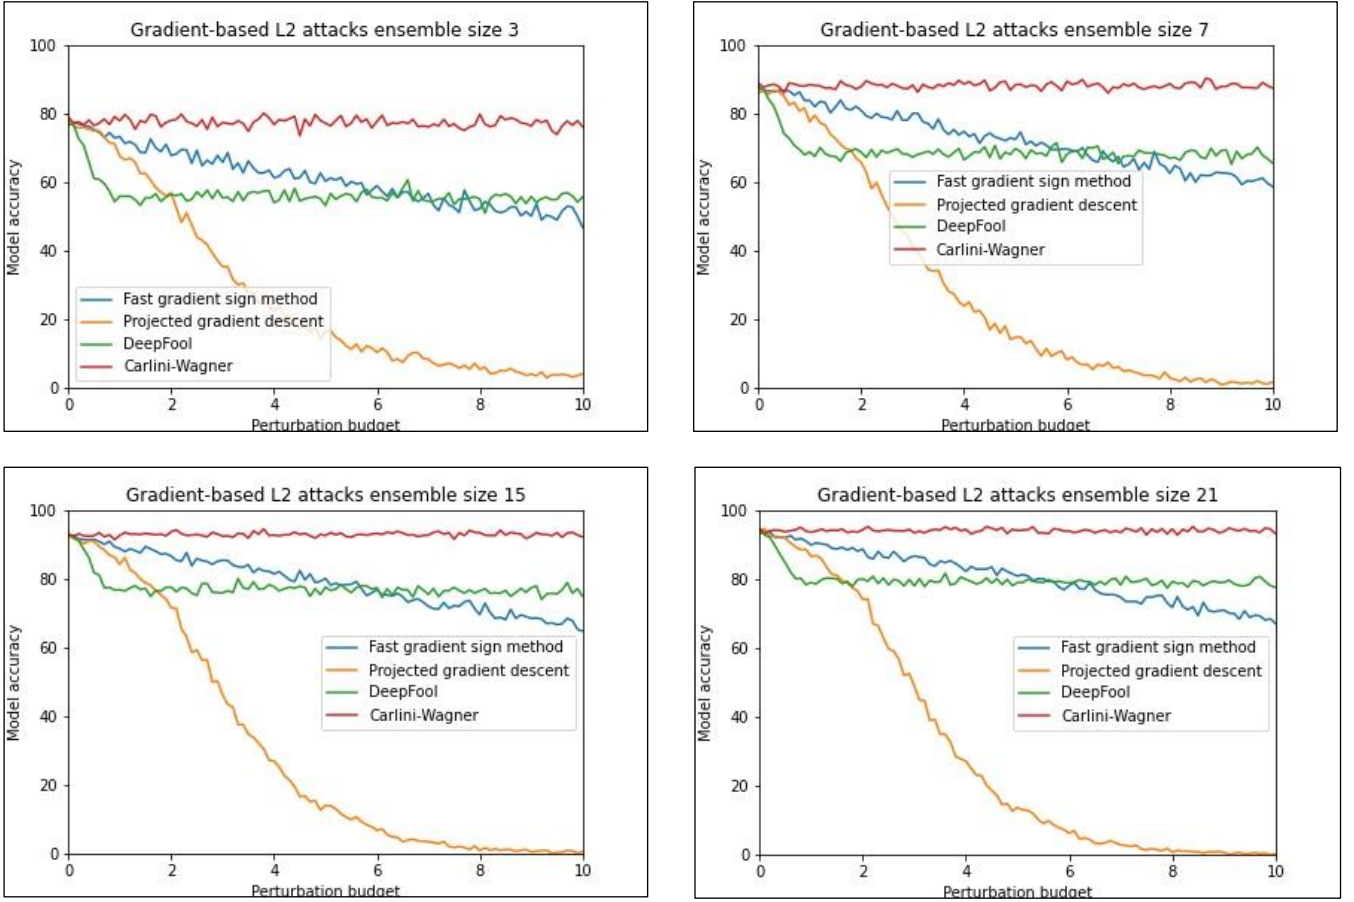 Gradient-based L2 attacks ensemble size 3
100
80
60
40
20
0
Model accuracy
Fast gradient sign method
Projected gradient descent
DeepFool
Carlini-Wagner
0 2 4 6 8 10
Perturbation budget
Gradient-based L2 attacks ensemble size 7
100
80
60
40
20
0
Model accuracy
Fast gradient sign method
Projected gradient descent
DeepFool
Carlini-Wagner
0 2 4 6 8 10
Perturbation budget
Gradient-based L2 attacks ensemble size 15
100
80
60
40
20
0
Model accuracy
Fast gradient sign method
Projected gradient descent
DeepFool
Carlini-Wagner
0 2 4 6 8 10
Perturbation budget
Gradient-based L2 attacks ensemble size 21
100
80
60
40
20
0
Model accuracy
Fast gradient sign method
Projected gradient descent
DeepFool
Carlini-Wagner
0 2 4 6 8 10
Perturbation budget